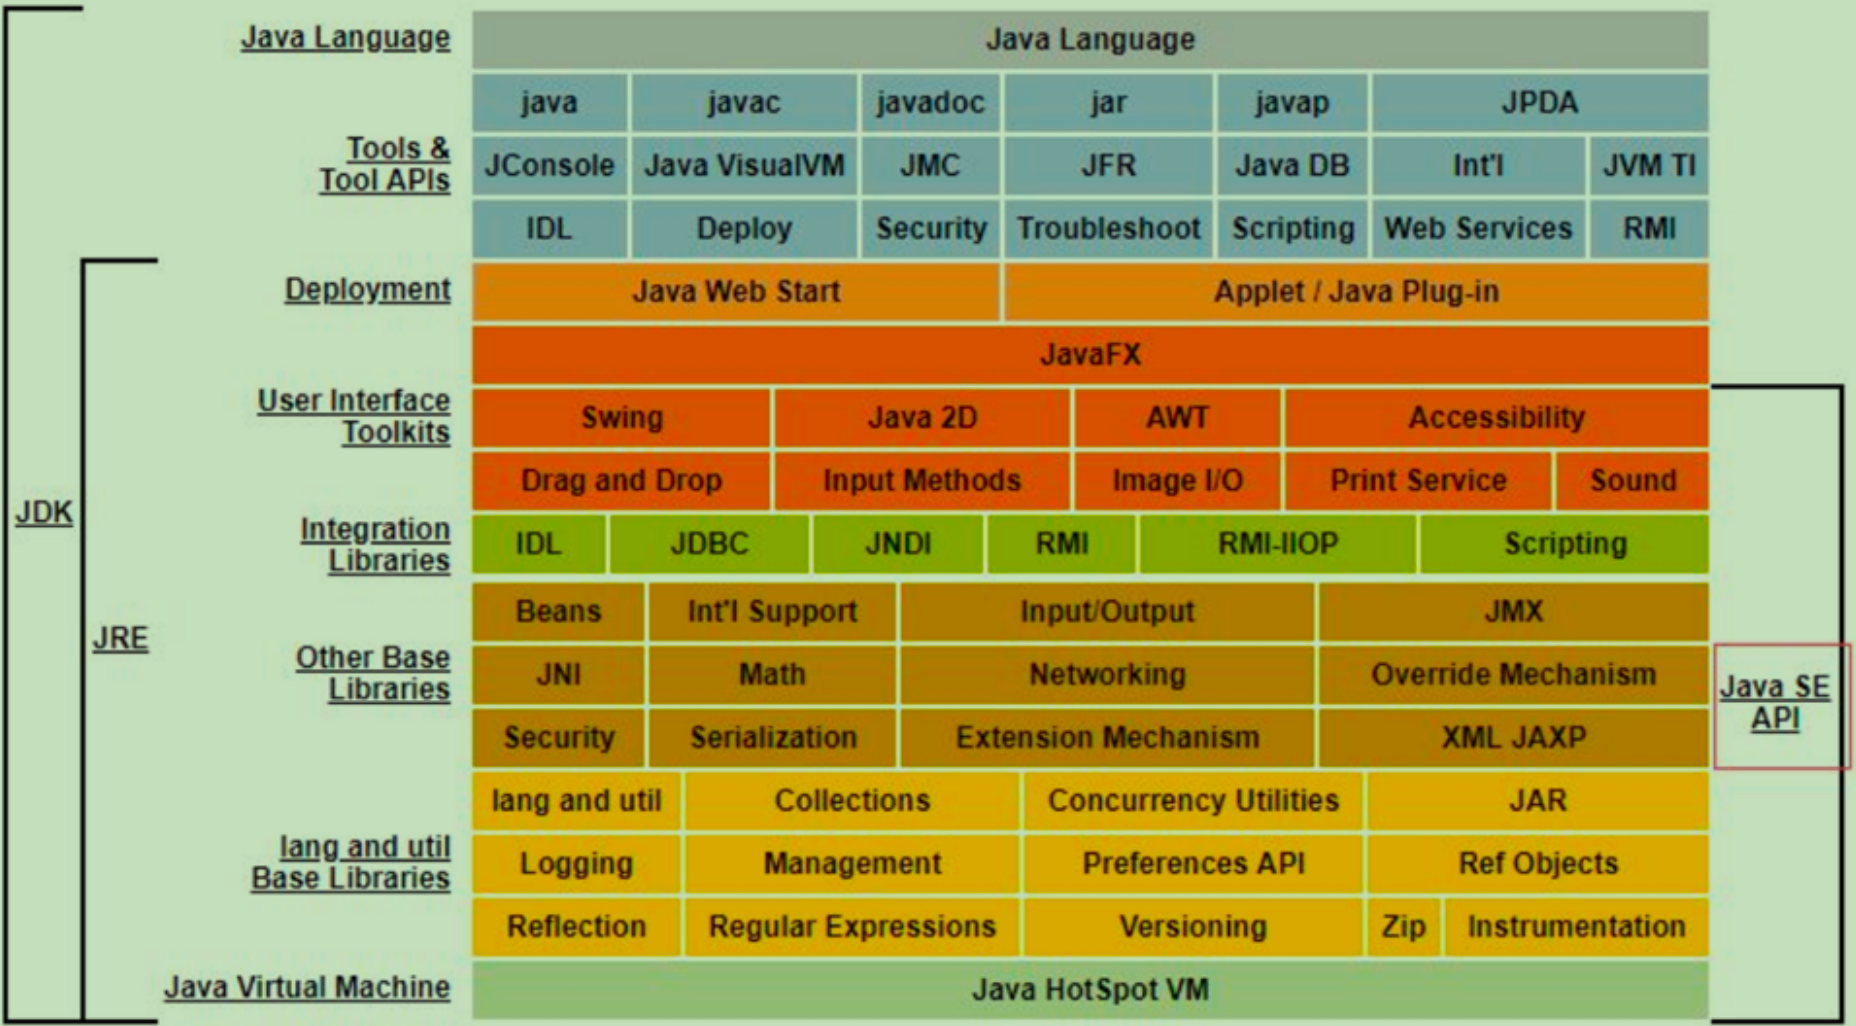 Java Language
Java Language
java javac javadoc jar javap JPDA
Tools &
Tool APIs
JConsole Java VisualVM JMC JFR Java DB Int'l JVM TI
IDL Deploy Security Troubleshoot Scripting Web Services RMI
Deployment
Java Web Start Applet / Java Plug-in
JavaFX
User Interface
Toolkits
Swing Java 2D AWT Accessibility
Drag and Drop Input Methods Image I/O Print Service Sound
JDK
Integration
Libraries
IDL JDBC JNDI RMI RMI-IIOP Scripting
Beans Int'l Support Input/Output JMX
JRE
Other Base
Libraries
JNI Math Networking Override Mechanism
Java SE
API
Security Serialization Extension Mechanism XML JAXP
lang and util Collections Concurrency Utilities JAR
lang and util
Base Libraries
Logging Management Preferences API Ref Objects
Reflection Regular Expressions Versioning Zip Instrumentation
Java Virtual Machine
Java HotSpot VM